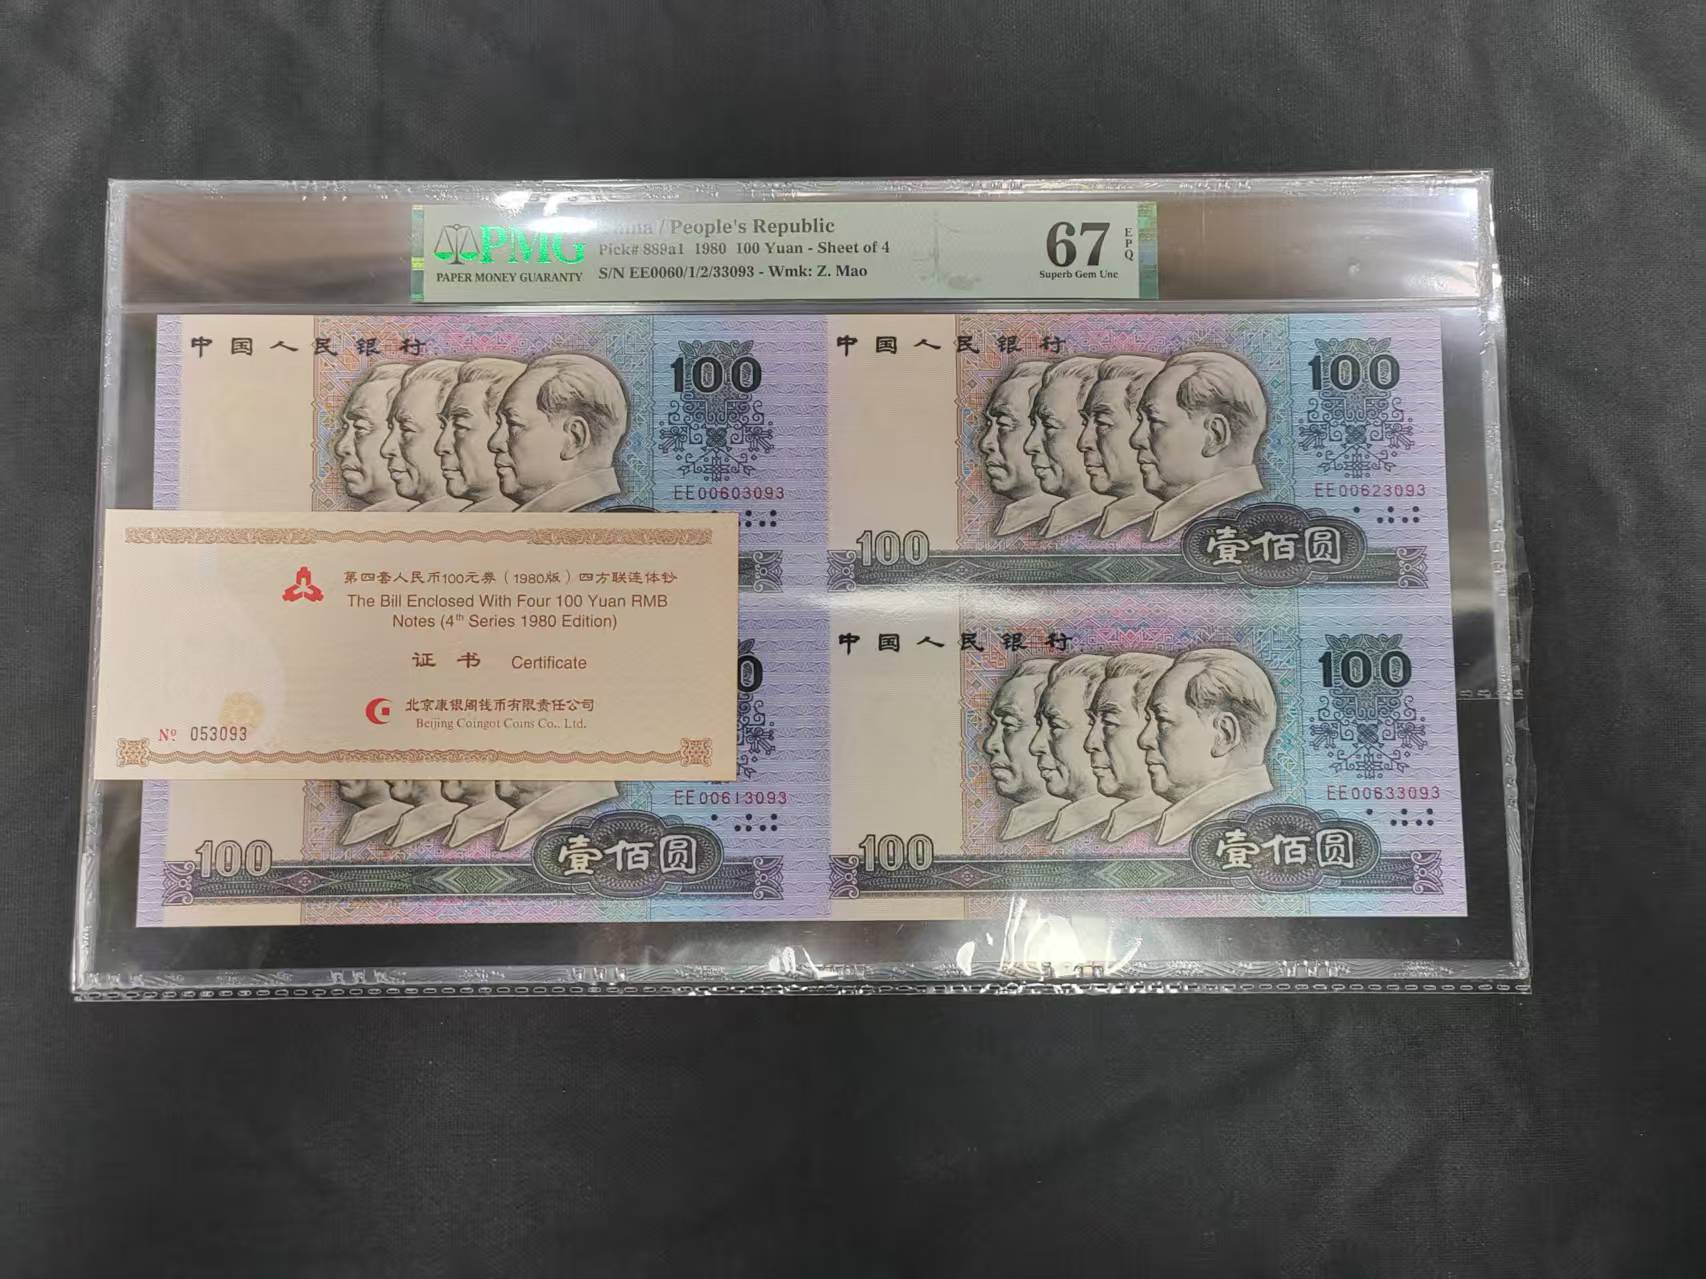 PMG
PAPER MONEY GUARANTY
China / People's Republic
Pick# 889a1 1980 100 Yuan - Sheet of 4
S/N EE0060/1/2/33093 - Wmk: Z. Mao
67
EPQ
Superb Gem Unc
中国人民银行
100
EE00603093
中国人民银行
100
EE00623093
100
壹佰圆
第四套人民币100元券（1980版）四方联连体钞
The Bill Enclosed With Four 100 Yuan RMB
Notes (4th Series 1980 Edition)
证书 Certificate
北京康银阁钱币有限责任公司
Beijing Coingot Coins Co., Ltd.
Nº 053093
EE00613093
100
壹佰圆
中国人民银行
100
EE00633093
100
壹佰圆